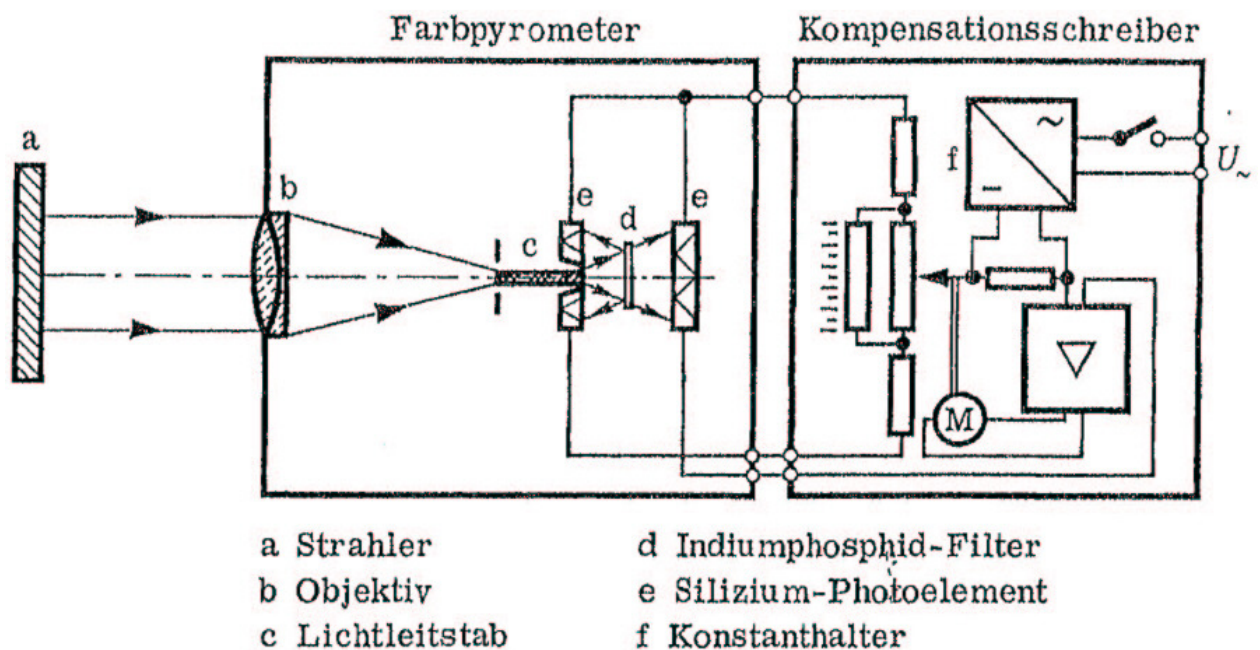 Farbpyrometer
Kompensationsschreiber
a
b
c
e
d
e
f
~
−
U~
M
a Strahler
b Objektiv
c Lichtleitstab
d Indiumphosphid-Filter
e Silizium-Photoelement
f Konstanthalter